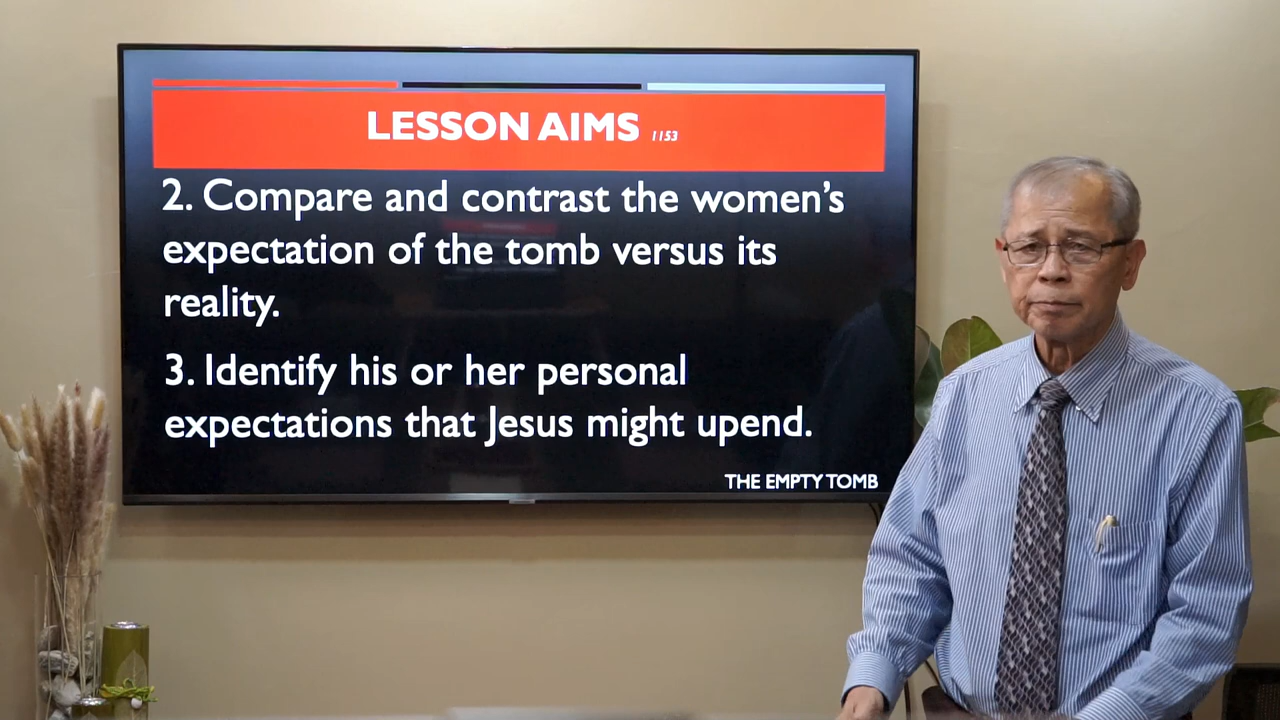 LESSON AIMS 1153
2. Compare and contrast the women's
expectation of the tomb versus its
reality.
3. Identify his or her personal
expectations that Jesus might upend.
THE EMPTY TOMB